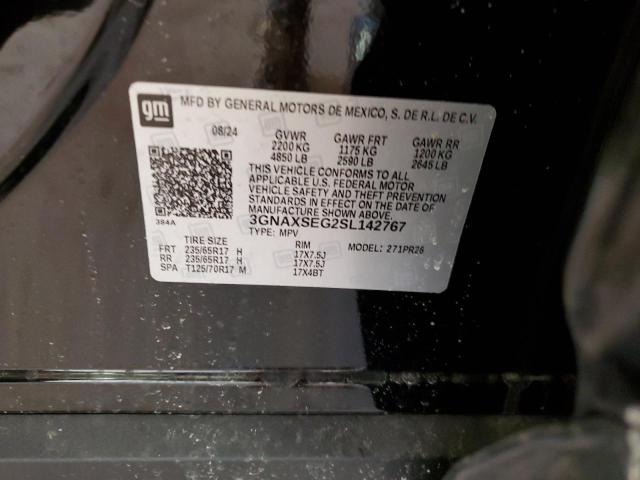 gm
MFD BY GENERAL MOTORS DE MEXICO, S. DE R.L. DE C.V.
08/24 GVWR GAWR FRT GAWR RR
2200 KG 1175 KG 1200 KG
4850 LB 2590 LB 2645 LB
THIS VEHICLE CONFORMS TO ALL
APPLICABLE U.S. FEDERAL MOTOR
VEHICLE SAFETY AND THEFT PREVENTION
STANDARDS IN EFFECT ON THE DATE OF
MANUFACTURE SHOWN ABOVE.
384A 3GNAXSEG2SL142767
TYPE: MPV MODEL: 271PR26
TIRE SIZE RIM
FRT 235/65R17 H 17X7.5J
RR 235/65R17 H 17X7.5J
SPA T125/70R17 M 17X4BT